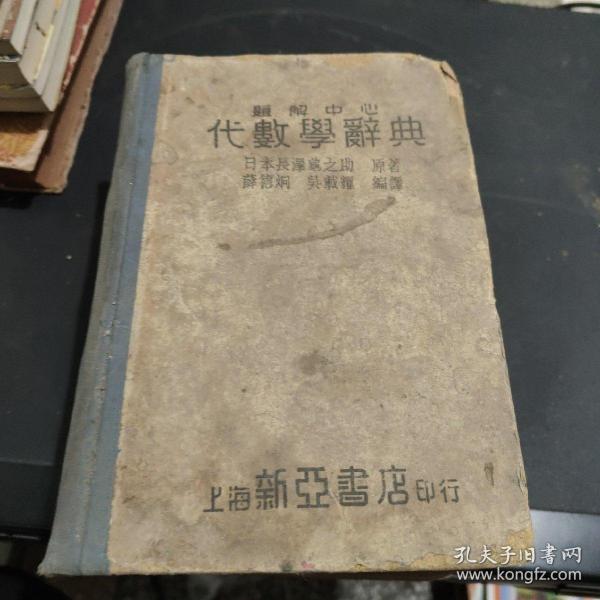 題解中心
代數學辭典
日本長澤龜之助 原著
薛德炯 吳載耀 編譯
上海新亞書店印行
孔夫子旧书网
www.kongfz.com